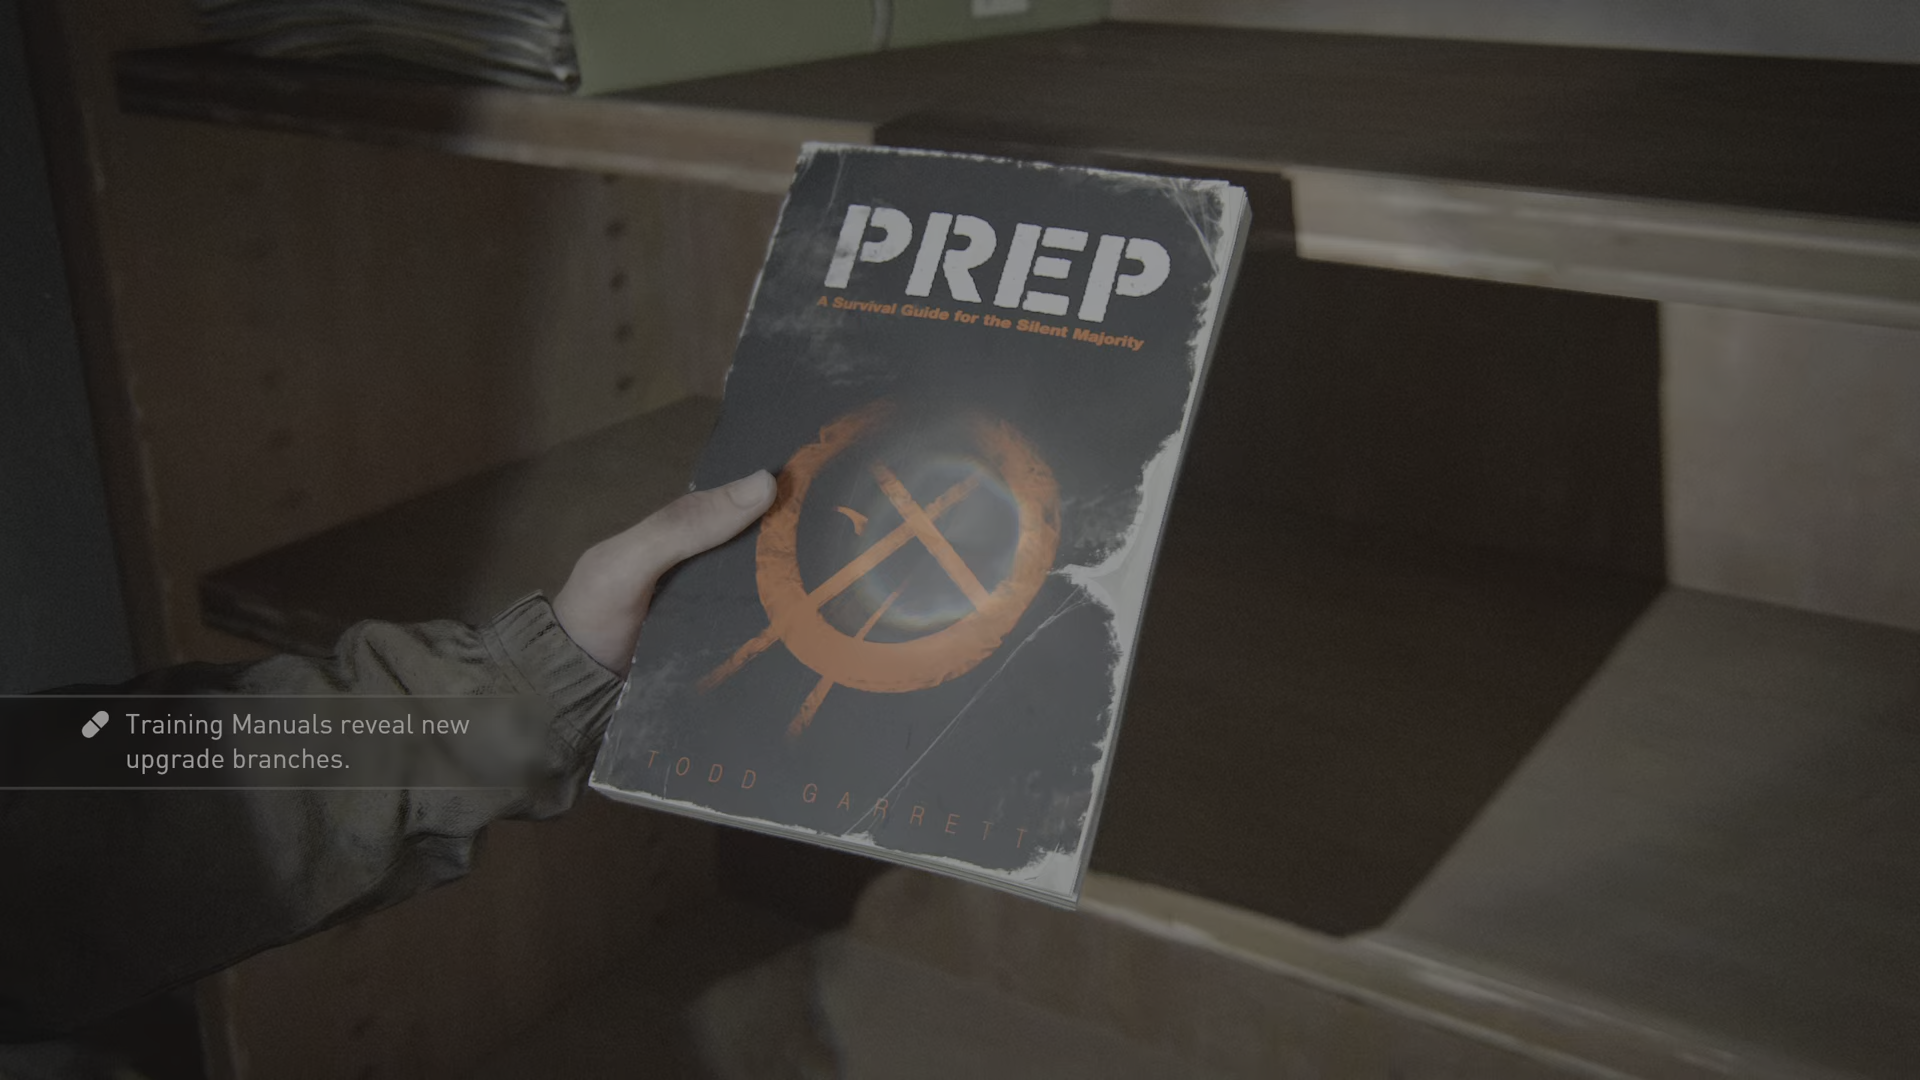 PREP
A Survival Guide for the Silent Majority
TODD GARRETT
Training Manuals reveal new
upgrade branches.